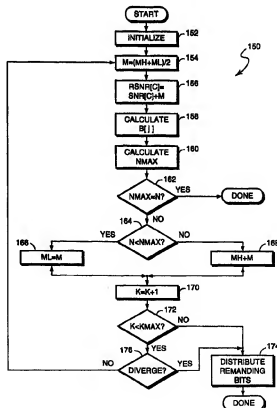 START
INITIALIZE
152
150
M=(MH+ML)/2
154
RSNR[C]=
SNR[C]+M
156
CALCULATE
B[j]
158
CALCULATE
NMAX
160
162
NMAX=N?
YES
DONE
NO
164
YES
N<NMAX?
NO
166
ML=M
168
MH+M
K=K+1
170
172
K<KMAX?
NO
YES
176
NO
DIVERGE?
YES
174
DISTRIBUTE
REMANDING
BITS
DONE